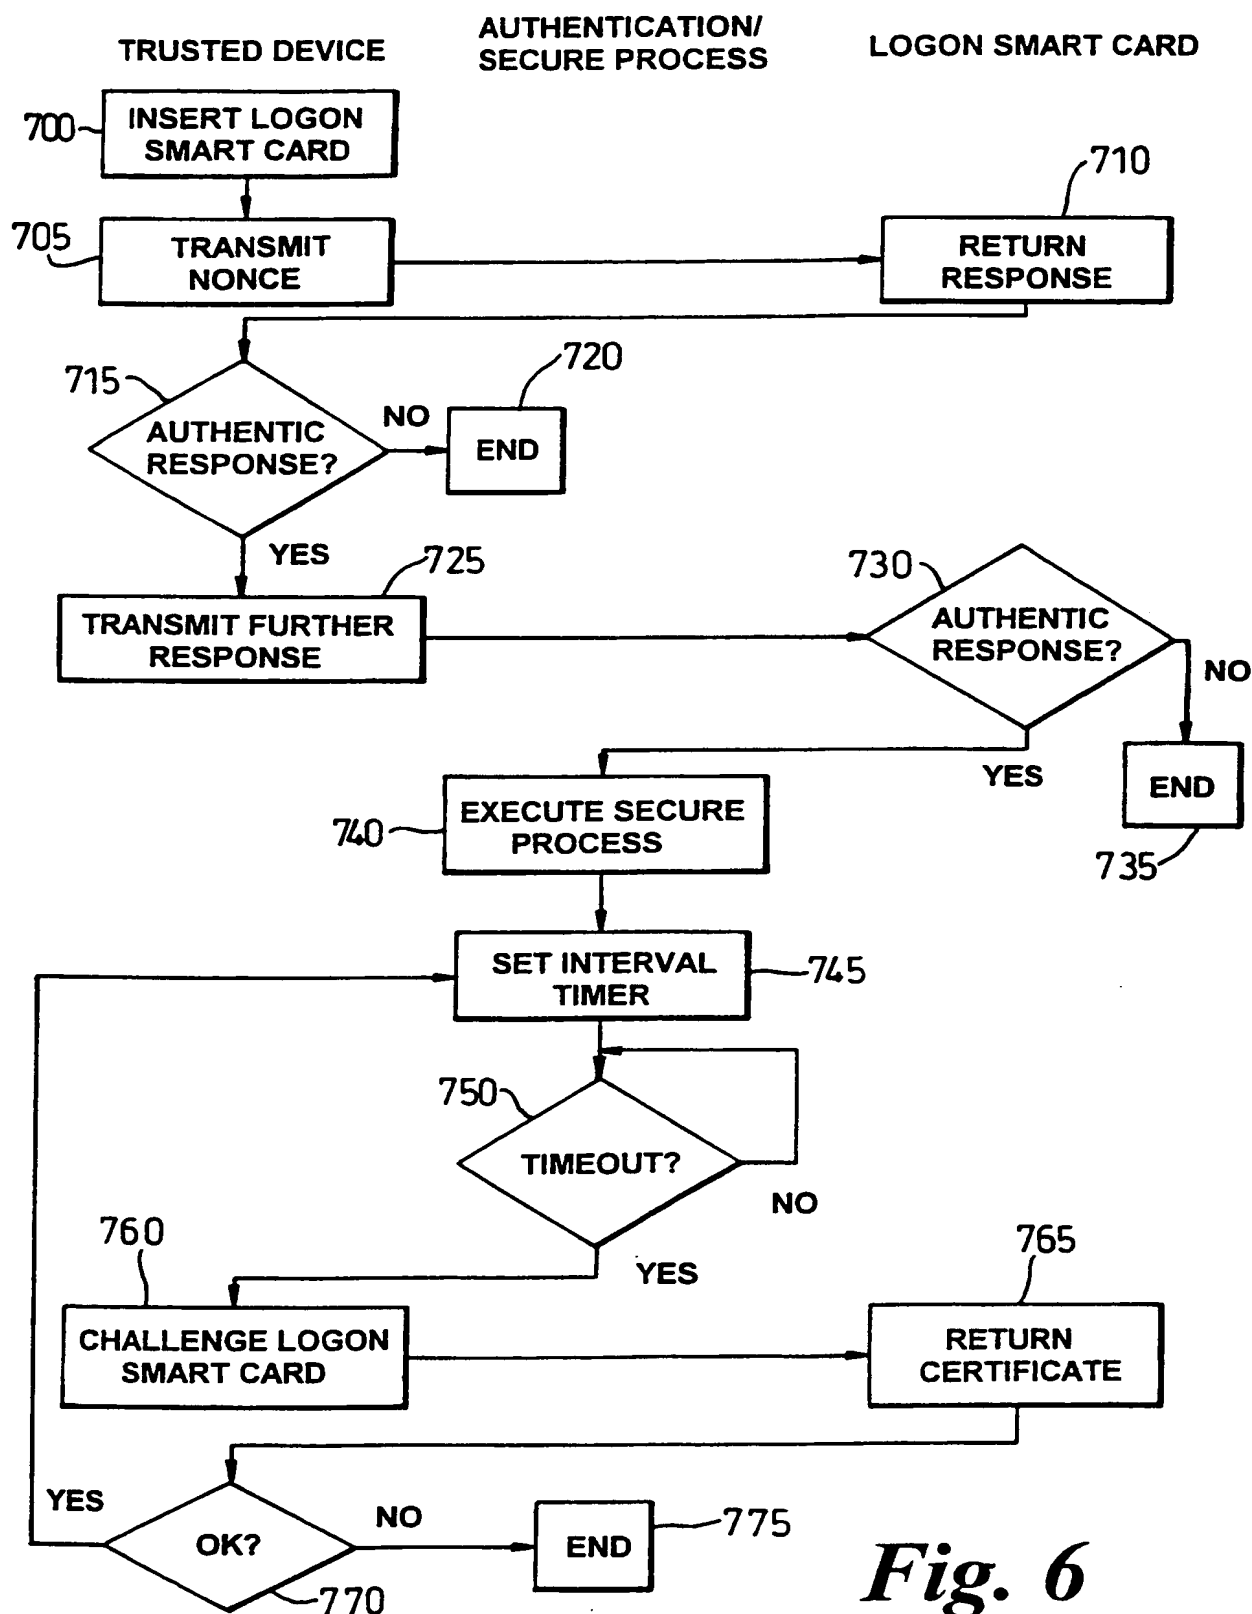 TRUSTED DEVICE
AUTHENTICATION/
SECURE PROCESS
LOGON SMART CARD
700
INSERT LOGON
SMART CARD
705
TRANSMIT
NONCE
710
RETURN
RESPONSE
715
AUTHENTIC
RESPONSE?
NO
720
END
YES
725
TRANSMIT FURTHER
RESPONSE
730
AUTHENTIC
RESPONSE?
NO
YES
END
735
740
EXECUTE SECURE
PROCESS
SET INTERVAL
TIMER
745
750
TIMEOUT?
NO
YES
760
CHALLENGE LOGON
SMART CARD
765
RETURN
CERTIFICATE
YES
OK?
770
NO
END
775
Fig. 6